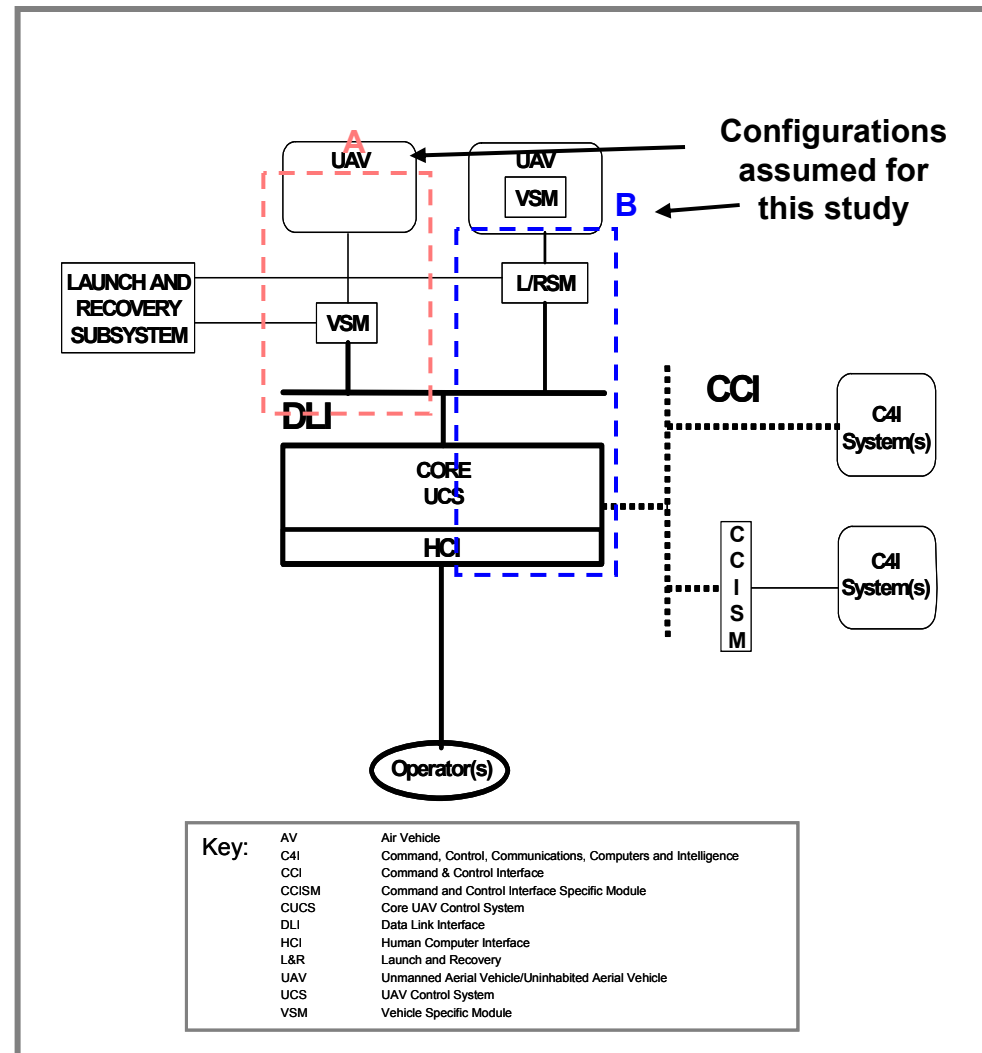 A
UAV
UAV
VSM
B
Configurations
assumed for
this study
LAUNCH AND
RECOVERY
SUBSYSTEM
VSM
L/RSM
DLI
CCI
C4I
System(s)
CORE
UCS
HCI
C
C
I
S
M
C4I
System(s)
Operator(s)
Key:
AV Air Vehicle
C4I Command, Control, Communications, Computers and Intelligence
CCI Command & Control Interface
CCISM Command and Control Interface Specific Module
CUCS Core UAV Control System
DLI Data Link Interface
HCI Human Computer Interface
L&R Launch and Recovery
UAV Unmanned Aerial Vehicle/Uninhabited Aerial Vehicle
UCS UAV Control System
VSM Vehicle Specific Module